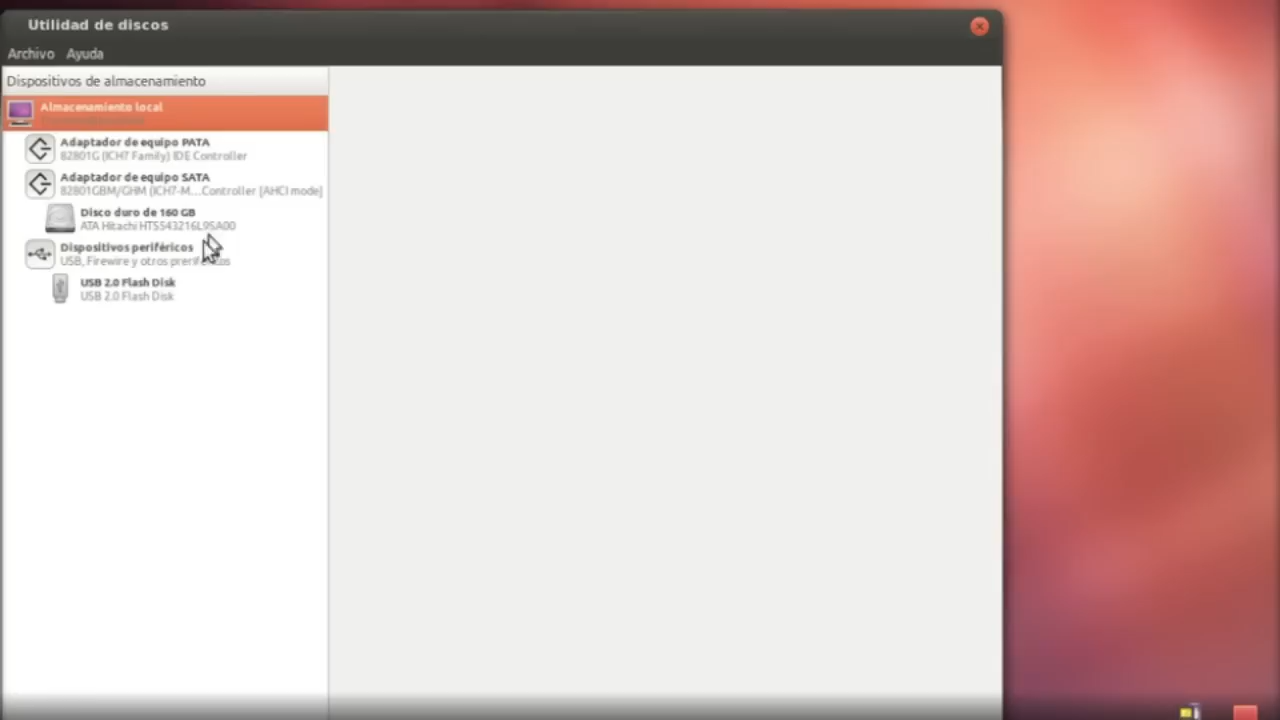 Utilidad de discos
Archivo Ayuda
Dispositivos de almacenamiento
Almacenamiento local
Adaptador de equipo PATA
82801G (ICH7 Family) IDE Controller
Adaptador de equipo SATA
82801GBM/GHM (ICH7-M...Controller [AHCI mode]
Disco duro de 160 GB
ATA Hitachi HTS543216L9SA00
Dispositivos periféricos
USB, Firewire y otros
USB 2.0 Flash Disk
USB 2.0 Flash Disk